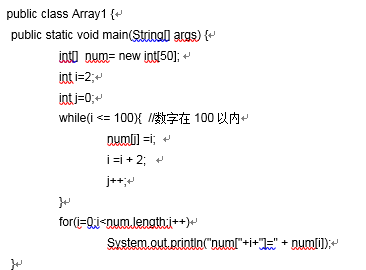 public class Array1 {
public static void main(String[] args) {
int[]  num= new int[50];
int i=2;
int j=0;
while(i <= 100){  //数字在 100 以内
num[j] =i;
i =i + 2;
j++;
}
for(i=0;i<num.length;i++)
System.out.println("num["+i+"]=" + num[i]);
}